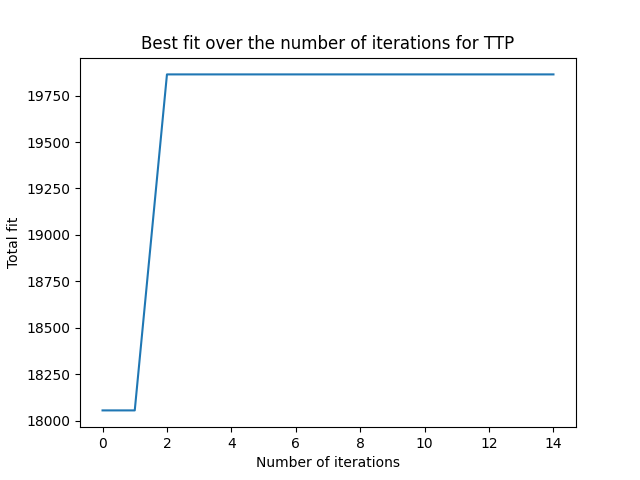 Best fit over the number of iterations for TTP
Total fit
19750
19500
19250
19000
18750
18500
18250
18000
0 2 4 6 8 10 12 14
Number of iterations